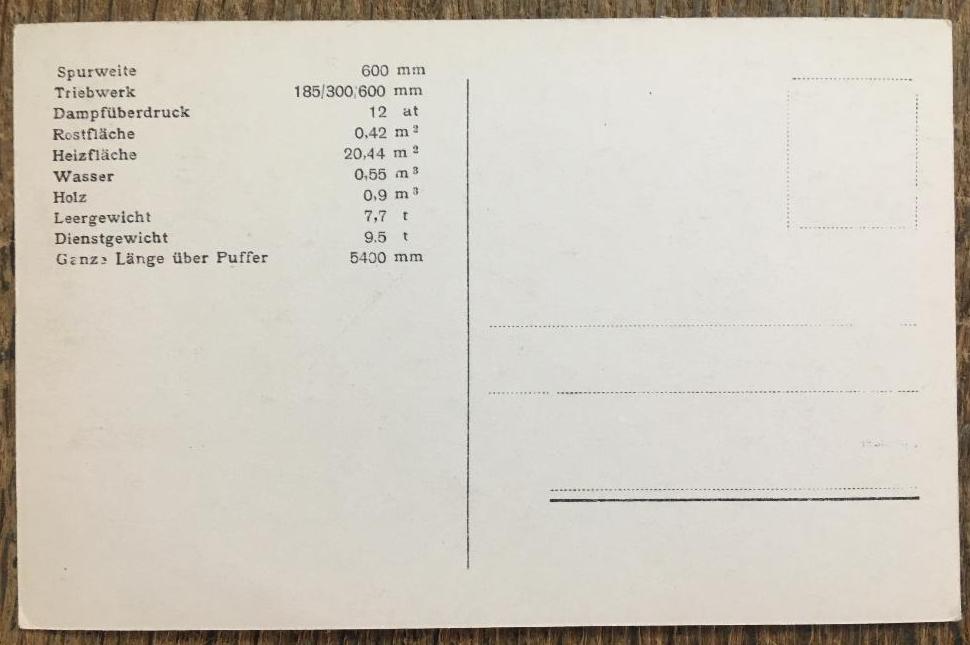 Spurweite 600 mm
Triebwerk 185/300/600 mm
Dampfüberdruck 12 at
Rostfläche 0,42 m²
Heizfläche 20,44 m²
Wasser 0,55 m³
Holz 0,9 m³
Leergewicht 7,7 t
Dienstgewicht 9.5 t
Ganze Länge über Puffer 5400 mm